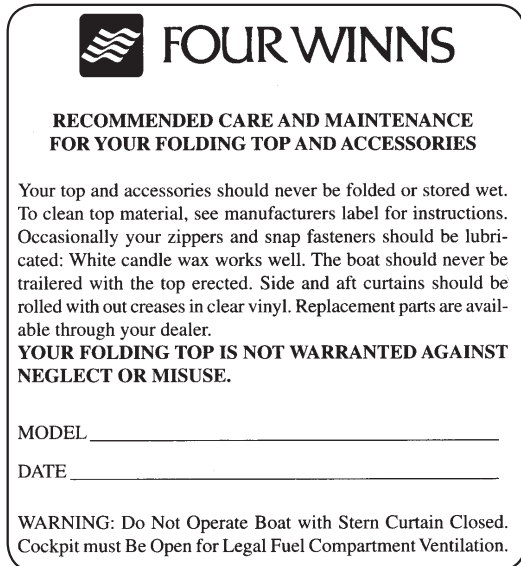 FOUR WINNS
RECOMMENDED CARE AND MAINTENANCE
FOR YOUR FOLDING TOP AND ACCESSORIES
Your top and accessories should never be folded or stored wet.
To clean top material, see manufacturers label for instructions.
Occasionally your zippers and snap fasteners should be lubri-
cated: White candle wax works well. The boat should never be
trailered with the top erected. Side and aft curtains should be
rolled with out creases in clear vinyl. Replacement parts are avail-
able through your dealer.
YOUR FOLDING TOP IS NOT WARRANTED AGAINST
NEGLECT OR MISUSE.
MODEL
DATE
WARNING: Do Not Operate Boat with Stern Curtain Closed.
Cockpit must Be Open for Legal Fuel Compartment Ventilation.